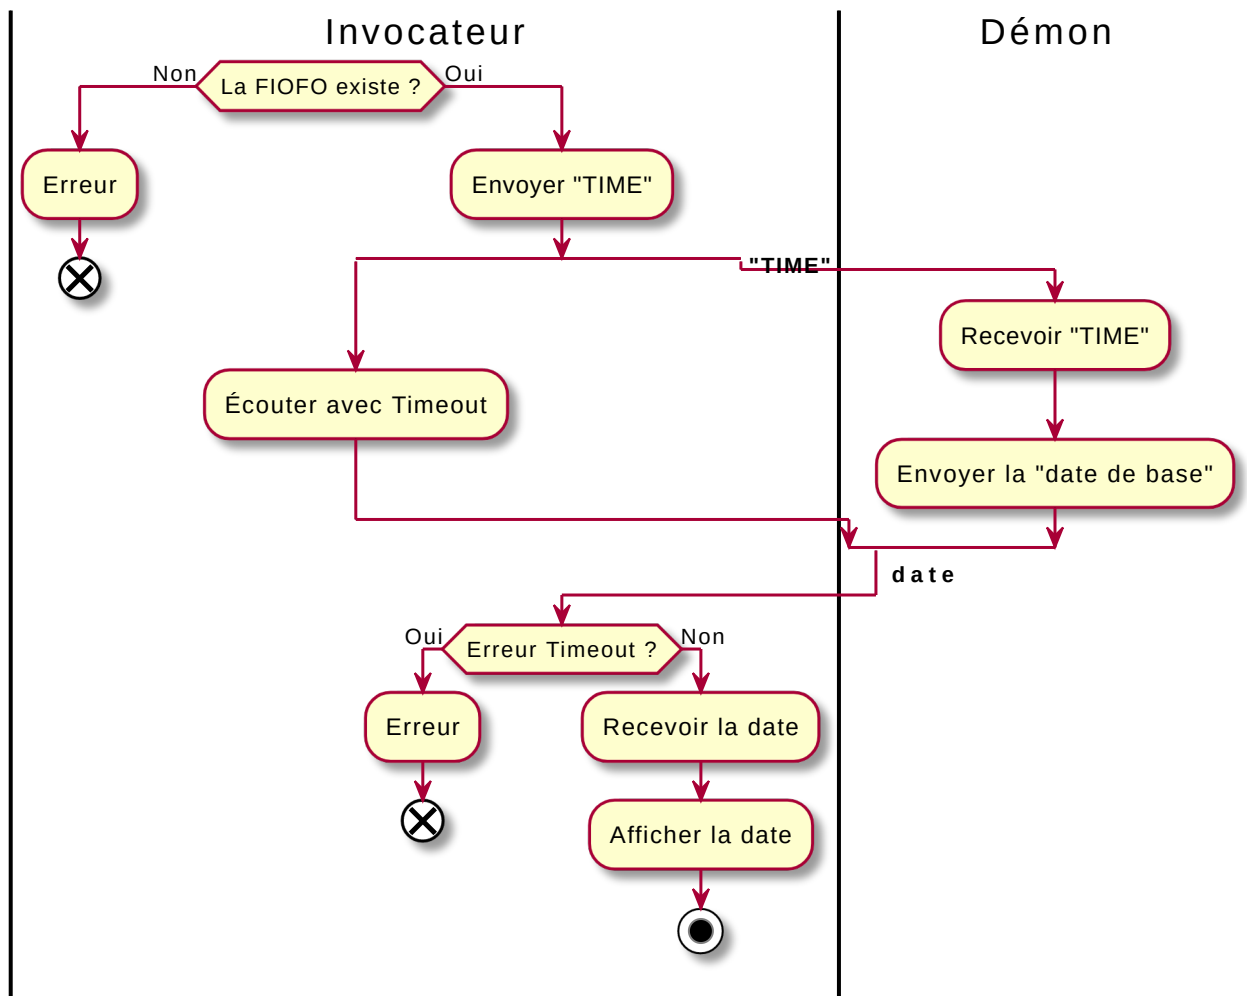 Invocateur
Démon
Non
La FIOFO existe ?
Oui
Erreur
Envoyer "TIME"
"TIME"
Recevoir "TIME"
Écouter avec Timeout
Envoyer la "date de base"
date
Oui
Erreur Timeout ?
Non
Erreur
Recevoir la date
Afficher la date